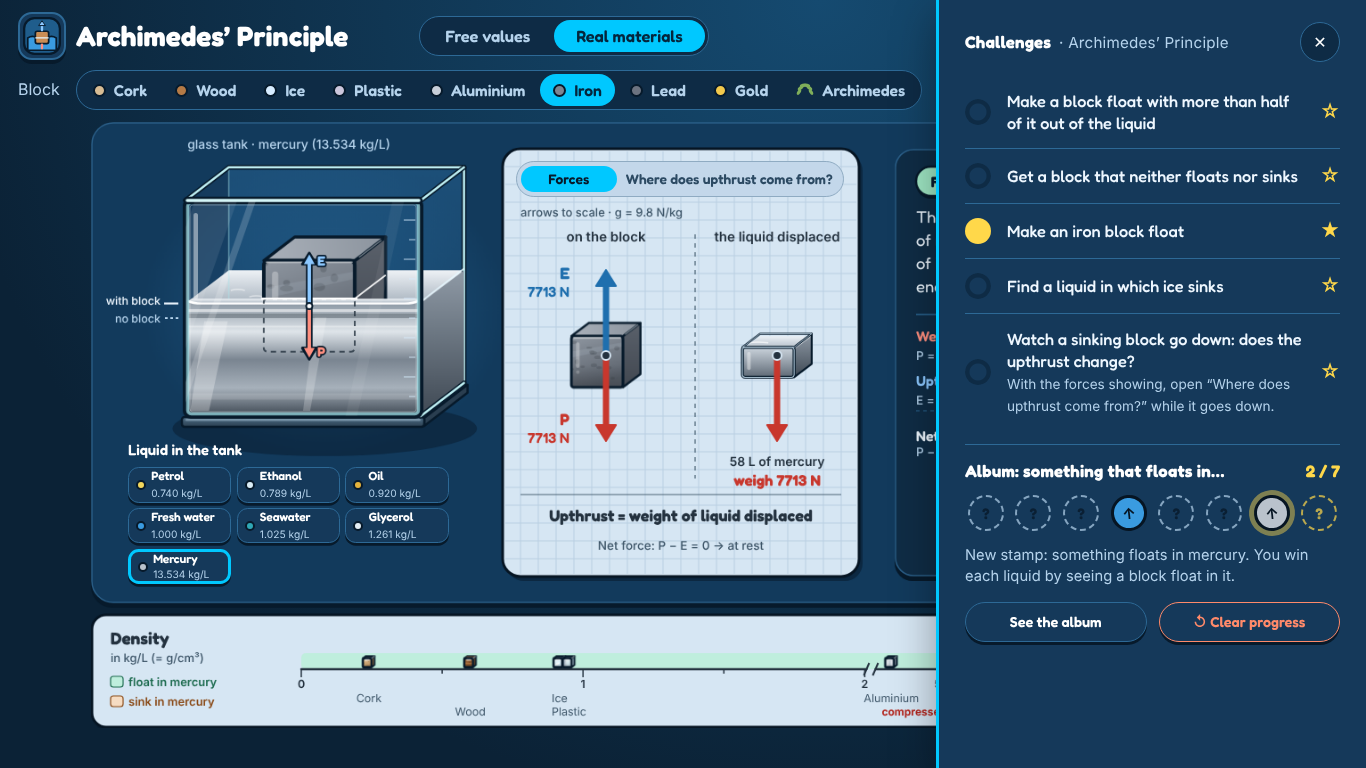 Archimedes’ Principle
Free values
Real materials
Block
Cork
Wood
Ice
Plastic
Aluminium
Iron
Lead
Gold
Archimedes
glass tank · mercury (13.534 kg/L)
with block
no block
E
P
Liquid in the tank
Petrol
0.740 kg/L
Ethanol
0.789 kg/L
Oil
0.920 kg/L
Fresh water
1.000 kg/L
Seawater
1.025 kg/L
Glycerol
1.261 kg/L
Mercury
13.534 kg/L
Forces
Where does upthrust come from?
arrows to scale · g = 9.8 N/kg
on the block
the liquid displaced
E
7713 N
P
7713 N
58 L of mercury
weigh 7713 N
Upthrust = weight of liquid displaced
Net force: P − E = 0 → at rest
Th
of
of
We
P =
Upt
E =
Net
P −
Density
in kg/L (= g/cm³)
float in mercury
sink in mercury
0
1
2
Cork
Wood
Ice
Plastic
Aluminium
Challenges · Archimedes’ Principle
Make a block float with more than half
of it out of the liquid
Get a block that neither floats nor sinks
Make an iron block float
Find a liquid in which ice sinks
Watch a sinking block go down: does the
upthrust change?
With the forces showing, open “Where does
upthrust come from?” while it goes down.
Album: something that floats in...
2 / 7
? ? ? ↑ ? ? ↑ ?
New stamp: something floats in mercury. You win
each liquid by seeing a block float in it.
See the album
Clear progress